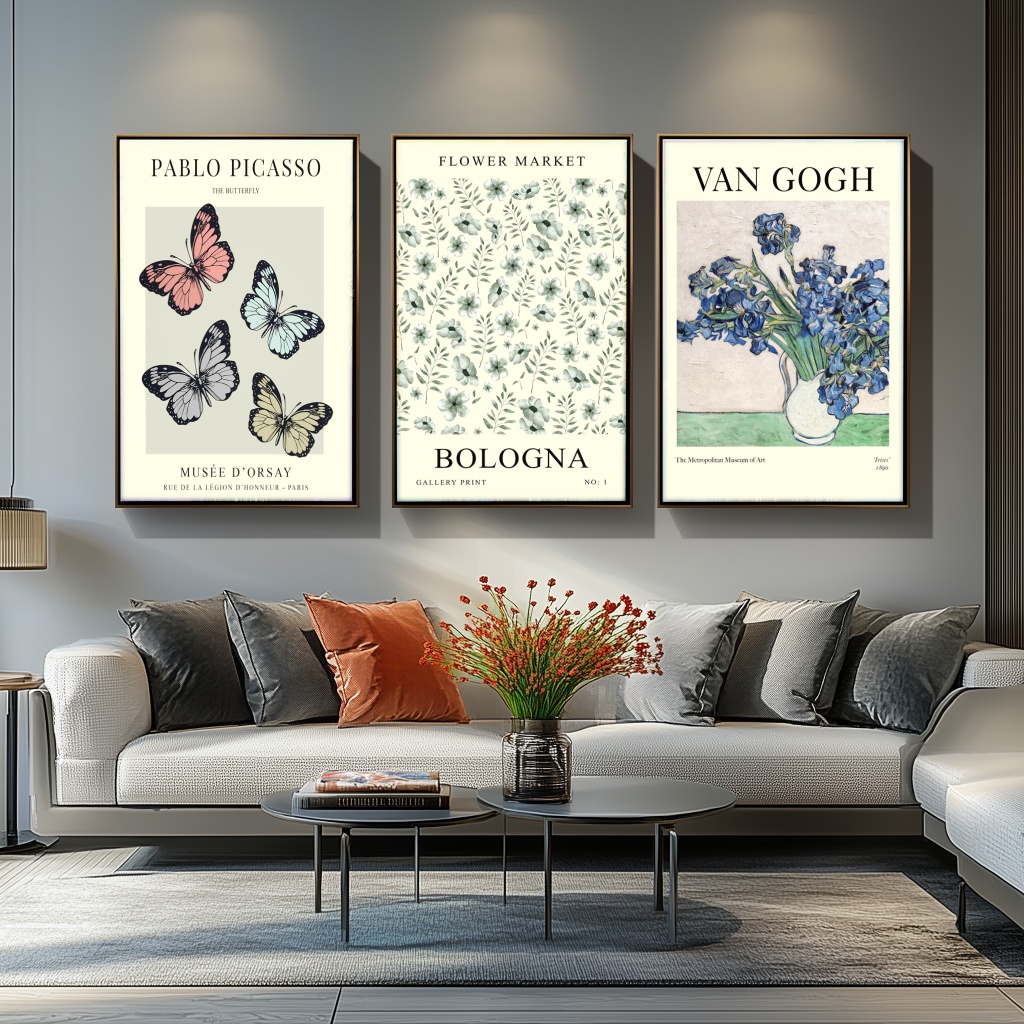 PABLO PICASSO
THE BUTTERFLY
MUSÉE D'ORSAY
RUE DE LA LÉGION D'HONNEUR - PARIS
FLOWER MARKET
BOLOGNA
GALLERY PRINT NO: 1
VAN GOGH
The Metropolitan Museum of Art 'Irises'
1890